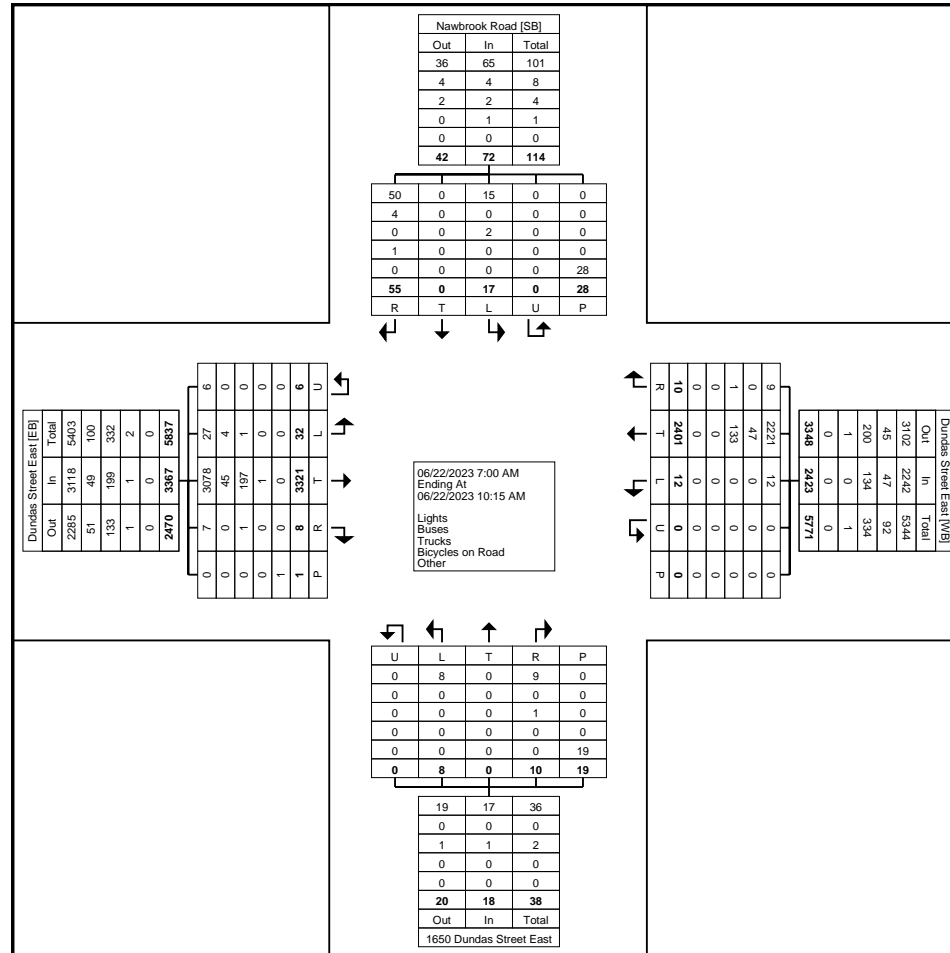 Nawbrook Road [SB]
Out In Total
36 65 101
4 4 8
2 2 4
0 1 1
0 0 0
42 72 114
50 0 15 0 0
4 0 0 0 0
0 0 2 0 0
1 0 0 0 0
0 0 0 0 28
55 0 17 0 28
R T L U P
Dundas Street East [EB]
Total In Out
5403 3118 2285
100 49 51
332 199 133
2 1 1
0 0 0
5837 3367 2470
6 27 3078 7 0
0 4 45 0 0
0 1 197 1 0
0 0 1 0 0
0 0 0 0 1
6 32 3321 8 1
U L T R P
06/22/2023 7:00 AM
Ending At
06/22/2023 10:15 AM
Lights
Buses
Trucks
Bicycles on Road
Other
Dundas Street East [WB]
Out In Total
3102 2242 5344
45 47 92
200 134 334
1 0 1
0 0 0
3348 2423 5771
9 2221 12 0 0
0 47 0 0 0
1 133 0 0 0
0 0 0 0 0
0 0 0 0 0
10 2401 12 0 0
R T L U P
U L T R P
0 8 0 9 0
0 0 0 0 0
0 0 0 1 0
0 0 0 0 0
0 0 0 0 19
0 8 0 10 19
19 17 36
0 0 0
1 1 2
0 0 0
0 0 0
20 18 38
Out In Total
1650 Dundas Street East